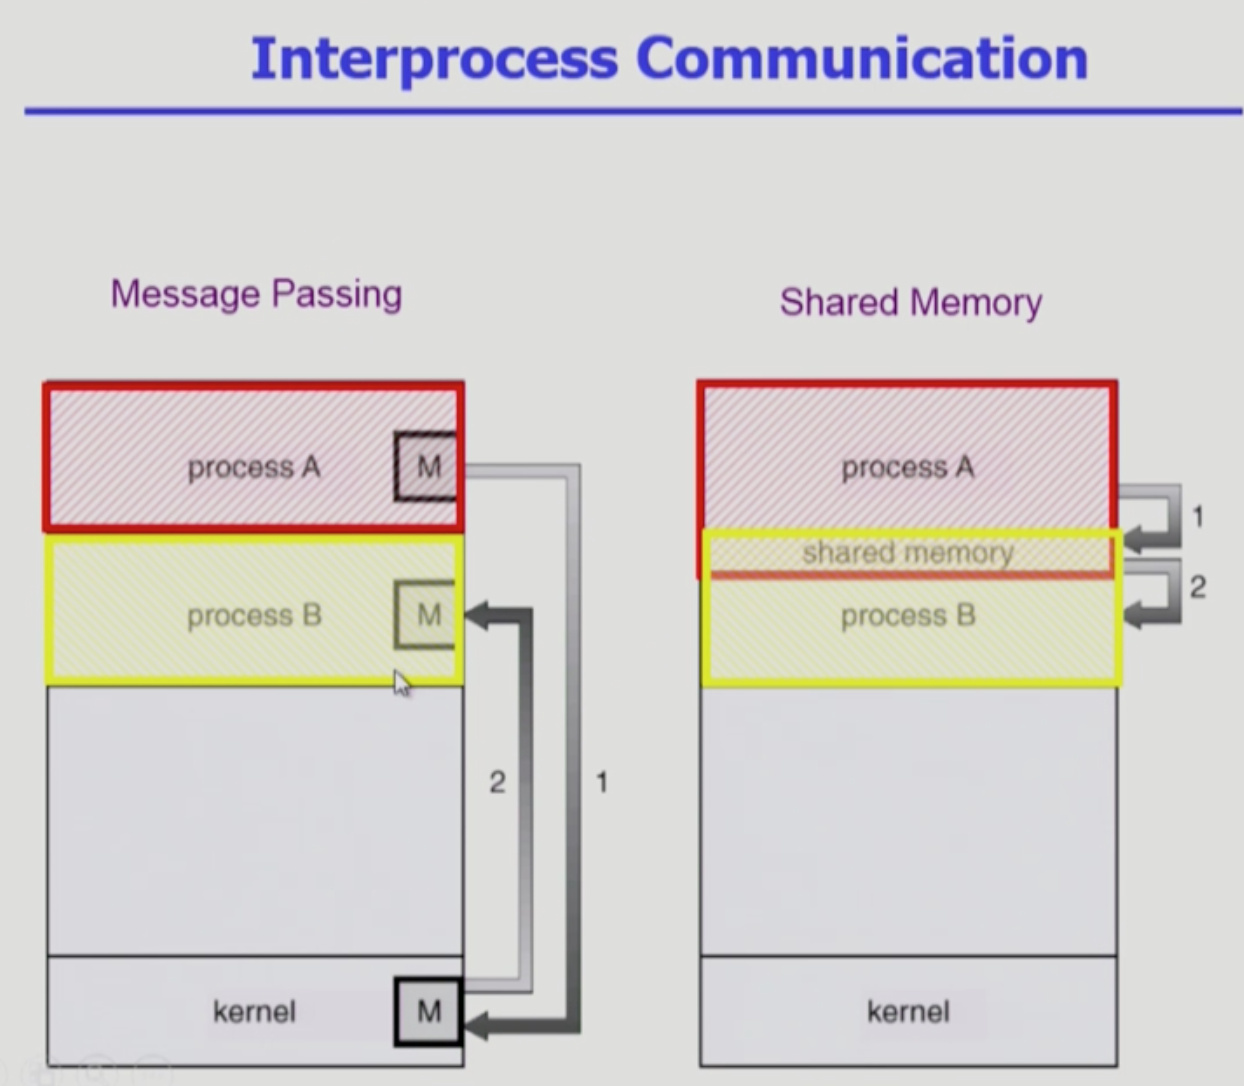 Interprocess Communication
Message Passing
process A
M
process B
M
2
1
kernel
M
Shared Memory
process A
1
shared memory
2
process B
kernel